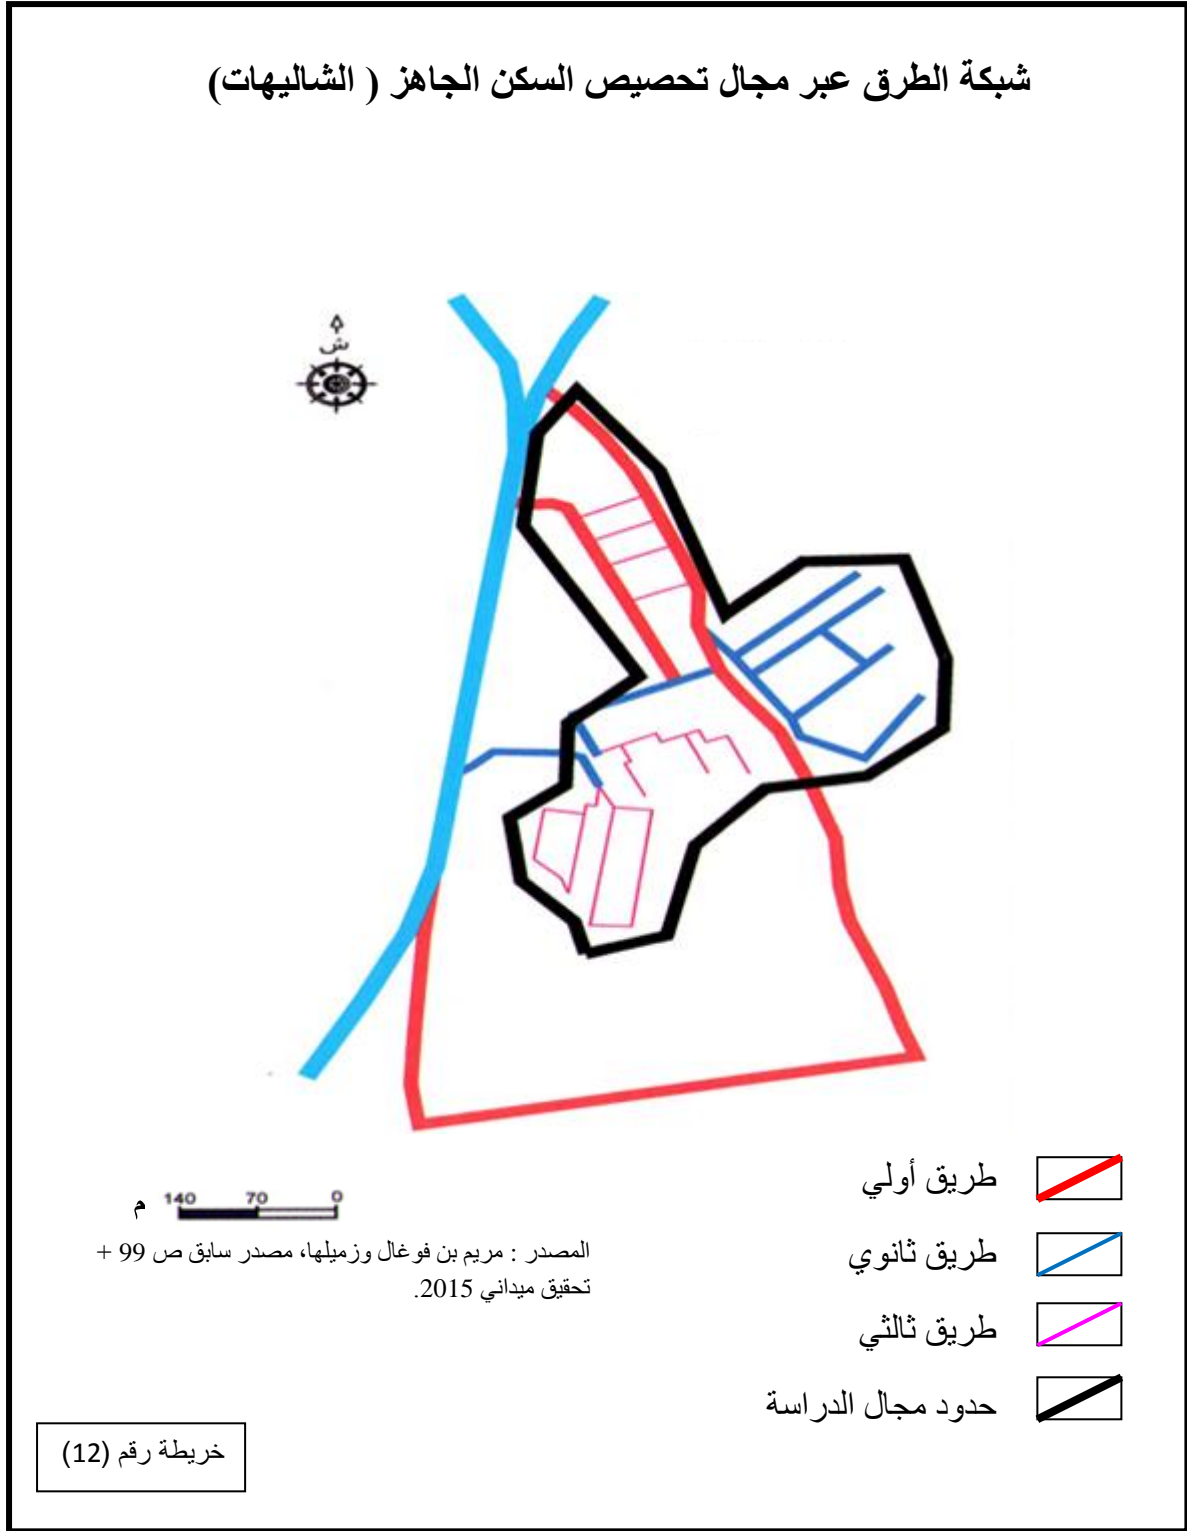 شبكة الطرق عبر مجال تحصيص السكن الجاهز ( الشاليهات)
ش
طريق أولي
طريق ثانوي
طريق ثالثي
حدود مجال الدراسة
140 70 0
م
المصدر : مريم بن فوغال وزميلها، مصدر سابق ص 99 +
تحقيق ميداني 2015.
خريطة رقم (12)